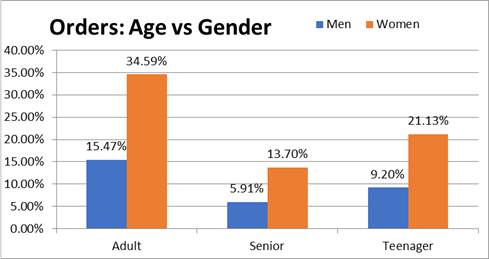 Orders: Age vs Gender
Men
Women
40.00%
35.00%
30.00%
25.00%
20.00%
15.00%
10.00%
5.00%
0.00%
15.47%
34.59%
5.91%
13.70%
9.20%
21.13%
Adult
Senior
Teenager